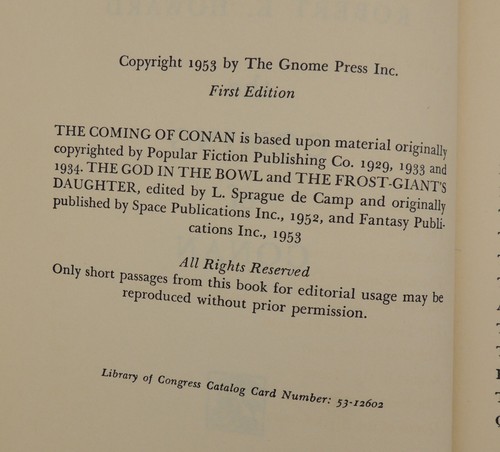 Copyright 1953 by The Gnome Press Inc.
First Edition
THE COMING OF CONAN is based upon material originally
copyrighted by Popular Fiction Publishing Co. 1929, 1933 and
1934. THE GOD IN THE BOWL and THE FROST-GIANT'S
DAUGHTER, edited by L. Sprague de Camp and originally
published by Space Publications Inc., 1952, and Fantasy Publi-
cations Inc., 1953
All Rights Reserved
Only short passages from this book for editorial usage may be
reproduced without prior permission.
Library of Congress Catalog Card Number: 53-12602